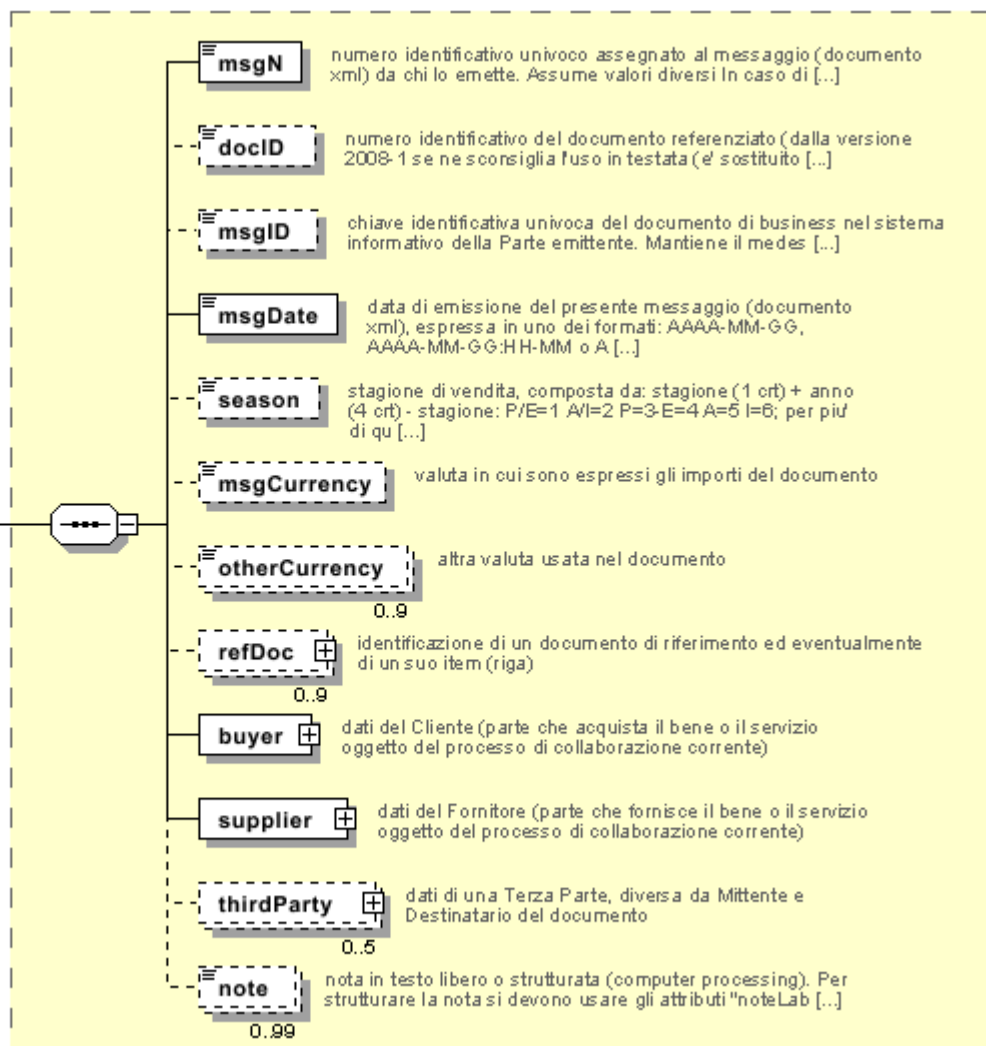 msgN
numero identificativo univoco assegnato al messaggio (documento
xml) da chi lo emette. Assume valori diversi In caso di [...]
docID
numero identificativo del documento referenziato (dalla versione
2008-1 se ne sconsiglia l'uso in testata (e' sostituito [...]
msgID
chiave identificativa univoca del documento di business nel sistema
informativo della Parte emittente. Mantiene il medes [...]
msgDate
data di emissione del presente messaggio (documento
xml), espressa in uno dei formati: AAAA-MM-GG,
AAAA-MM-GG:HH-MM o A [...]
season
stagione di vendita, composta da: stagione (1 crt) + anno
(4 crt) - stagione: P/E=1 A/I=2 P=3-E=4 A=5 I=6; per piu'
di qu [...]
msgCurrency
valuta in cui sono espressi gli importi del documento
otherCurrency
altra valuta usata nel documento
0..9
refDoc
identificazione di un documento di riferimento ed eventualmente
di un suo item (riga)
0..9
buyer
dati del Cliente (parte che acquista il bene o il servizio
oggetto del processo di collaborazione corrente)
supplier
dati del Fornitore (parte che fornisce il bene o il servizio
oggetto del processo di collaborazione corrente)
thirdParty
dati di una Terza Parte, diversa da Mittente e
Destinatario del documento
0..5
note
nota in testo libero o strutturata (computer processing). Per
strutturare la nota si devono usare gli attributi "noteLab [...]
0..99